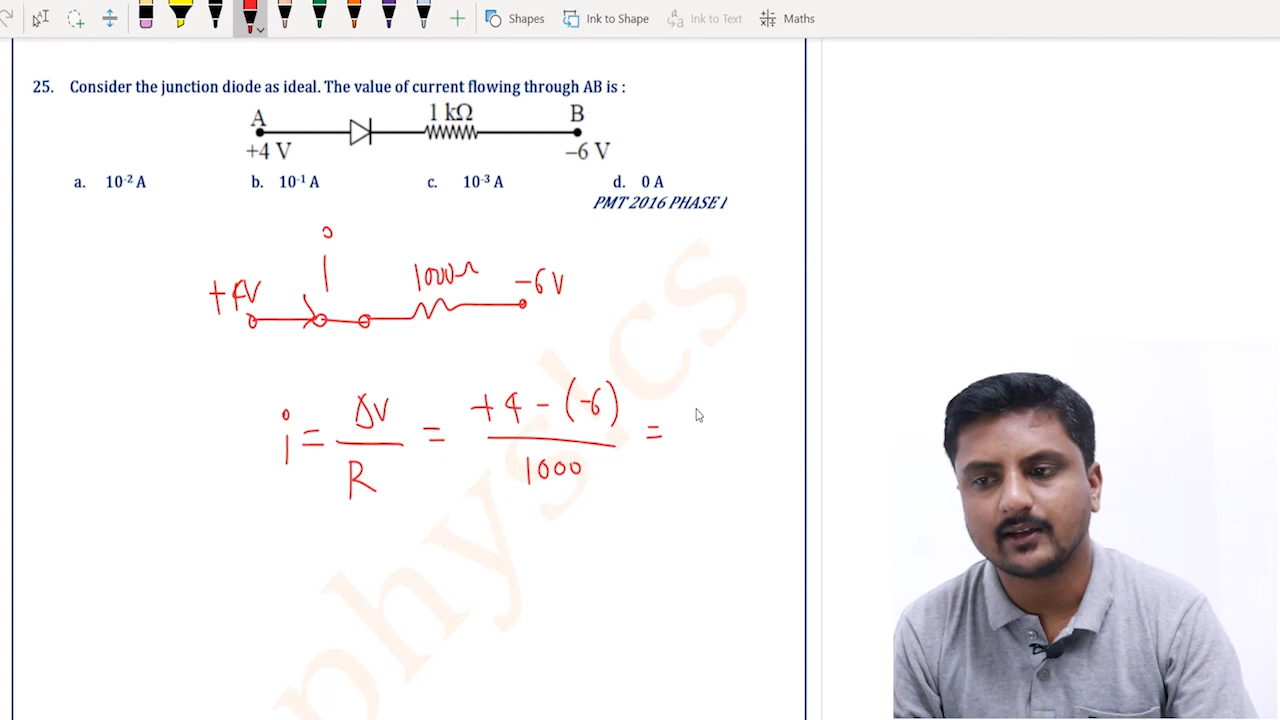 Shapes Ink to Shape Ink to Text Maths
25. Consider the junction diode as ideal. The value of current flowing through AB is :
A 1 kΩ B
+4 V –6 V
a. 10⁻² A b. 10⁻¹ A c. 10⁻³ A d. 0 A
PMT 2016 PHASE I
i
+4V 1000Ω -6V
i = ΔV / R = +4 - (-6) / 1000 =
physics